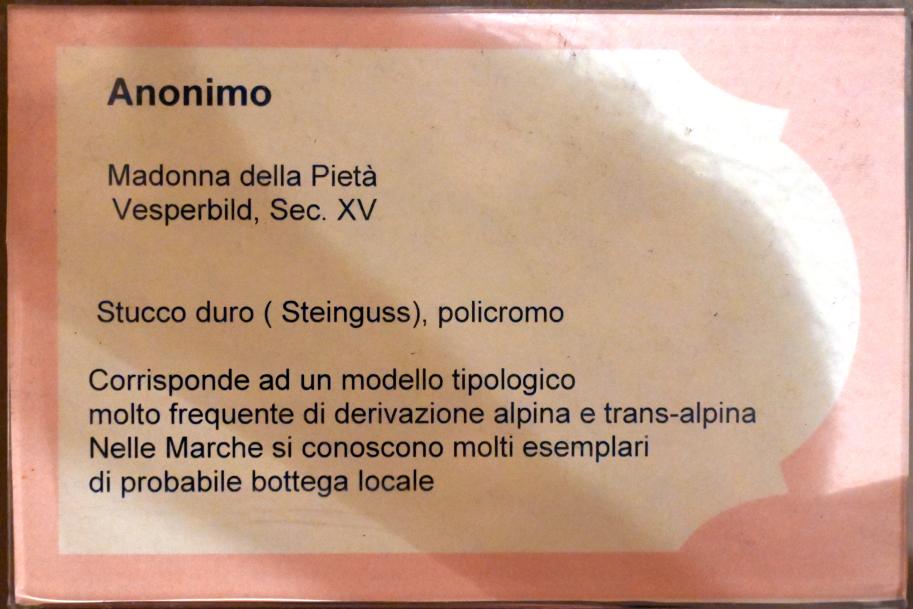 Anonimo
Madonna della Pietà
Vesperbild, Sec. XV
Stucco duro ( Steinguss), policromo
Corrisponde ad un modello tipologico
molto frequente di derivazione alpina e trans-alpina
Nelle Marche si conoscono molti esemplari
di probabile bottega locale